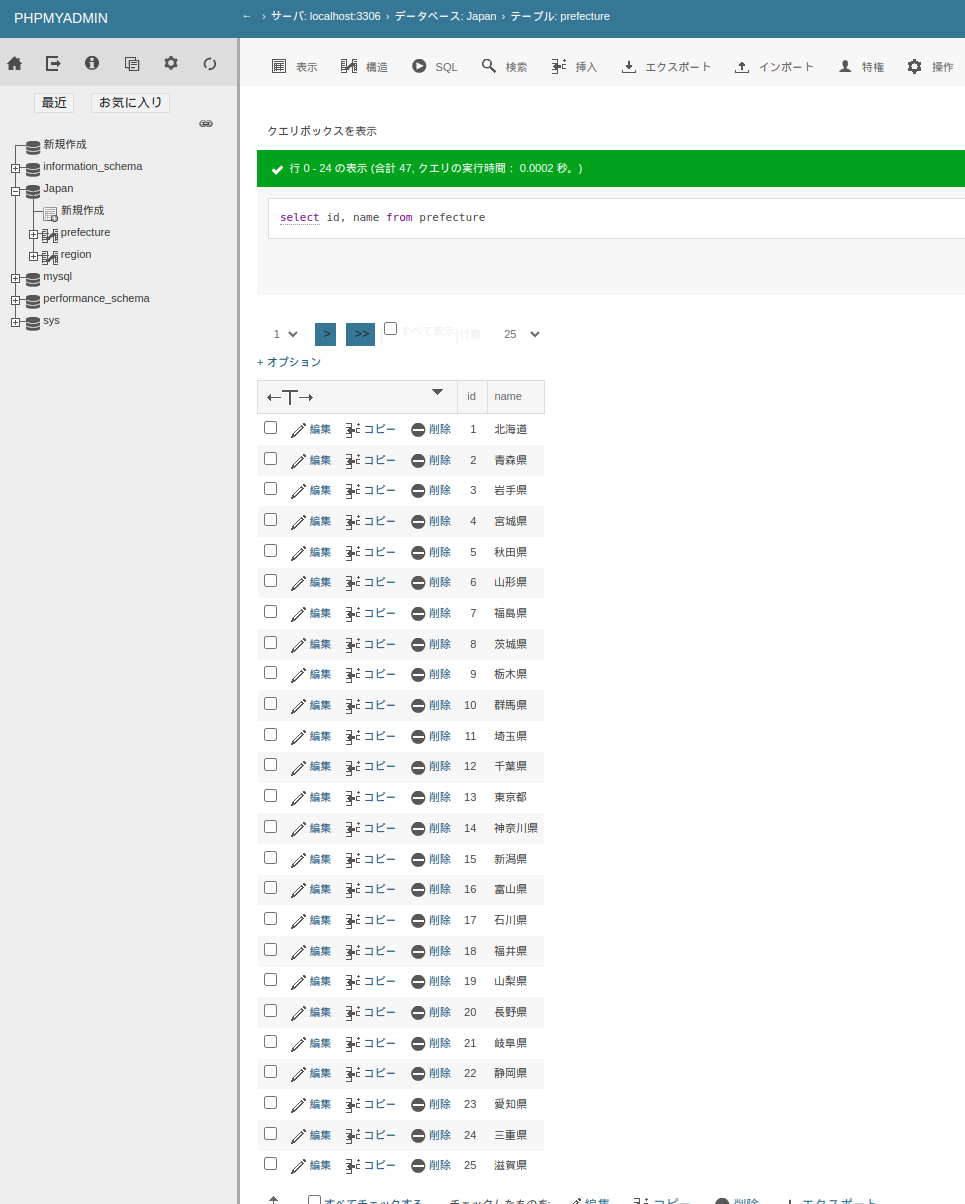 PHPMYADMIN
← › サーバ: localhost:3306 › データベース: Japan › テーブル: prefecture
表示 構造 SQL 検索 挿入 エクスポート インポート 特権 操作
最近 お気に入り
新規作成
information_schema
Japan
新規作成
prefecture
region
mysql
performance_schema
sys
クエリボックスを表示
行 0 - 24 の表示 (合計 47, クエリの実行時間： 0.0002 秒。)
select id, name from prefecture
1 > >> | すべて表示 | 行数: 25
+ オプション
←T→ id name
編集 コピー 削除 1 北海道
編集 コピー 削除 2 青森県
編集 コピー 削除 3 岩手県
編集 コピー 削除 4 宮城県
編集 コピー 削除 5 秋田県
編集 コピー 削除 6 山形県
編集 コピー 削除 7 福島県
編集 コピー 削除 8 茨城県
編集 コピー 削除 9 栃木県
編集 コピー 削除 10 群馬県
編集 コピー 削除 11 埼玉県
編集 コピー 削除 12 千葉県
編集 コピー 削除 13 東京都
編集 コピー 削除 14 神奈川県
編集 コピー 削除 15 新潟県
編集 コピー 削除 16 富山県
編集 コピー 削除 17 石川県
編集 コピー 削除 18 福井県
編集 コピー 削除 19 山梨県
編集 コピー 削除 20 長野県
編集 コピー 削除 21 岐阜県
編集 コピー 削除 22 静岡県
編集 コピー 削除 23 愛知県
編集 コピー 削除 24 三重県
編集 コピー 削除 25 滋賀県
すべてチェックする チェックしたものを: 編集 コピー 削除 エクスポート